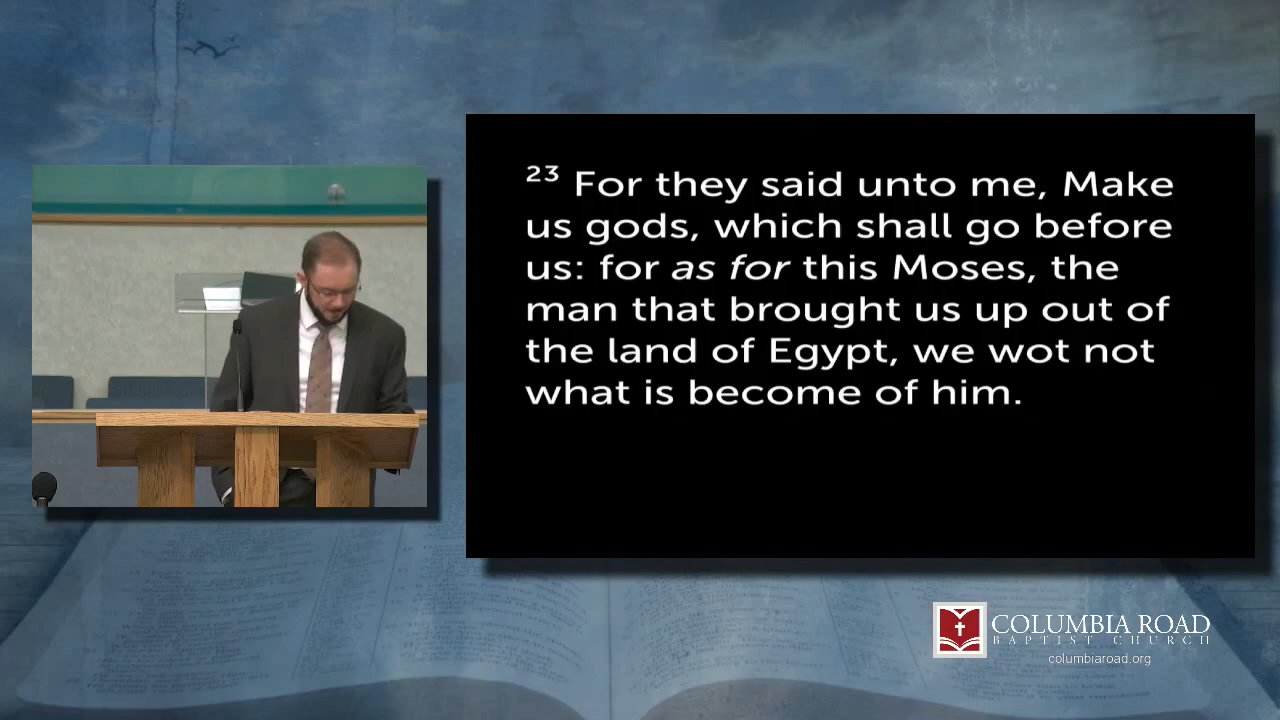 ²³ For they said unto me, Make
us gods, which shall go before
us: for as for this Moses, the
man that brought us up out of
the land of Egypt, we wot not
what is become of him.
COLUMBIA ROAD
BAPTIST CHURCH
columbiaroad.org